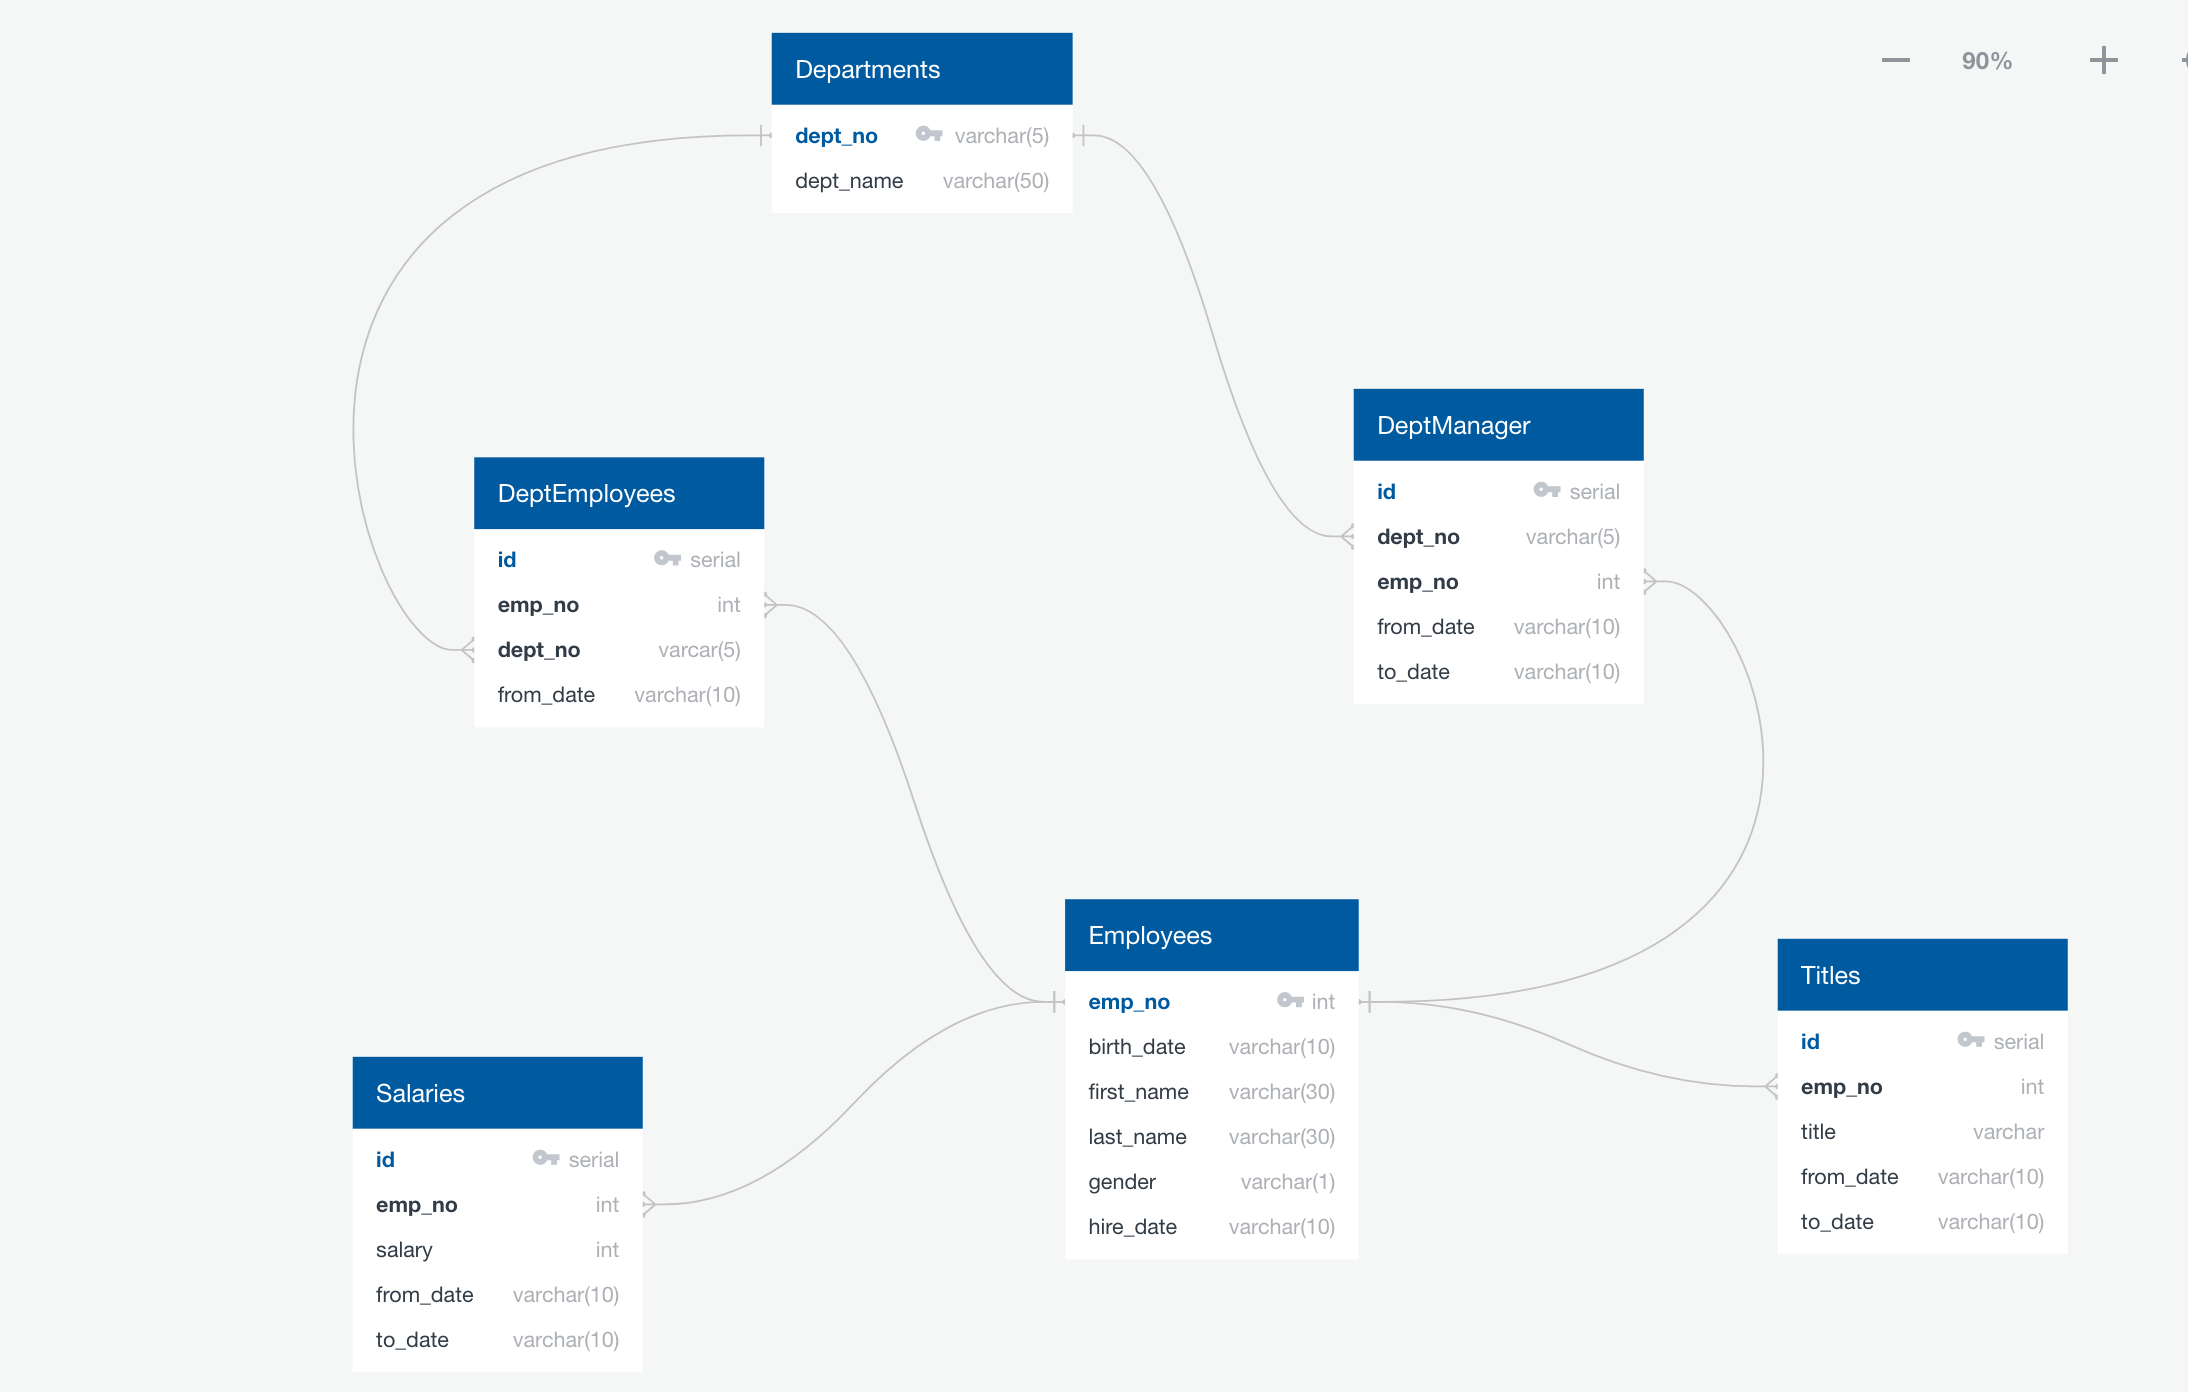 90%
Departments
dept_no varchar(5)
dept_name varchar(50)
DeptManager
id serial
dept_no varchar(5)
emp_no int
from_date varchar(10)
to_date varchar(10)
DeptEmployees
id serial
emp_no int
dept_no varcar(5)
from_date varchar(10)
Employees
emp_no int
birth_date varchar(10)
first_name varchar(30)
last_name varchar(30)
gender varchar(1)
hire_date varchar(10)
Titles
id serial
emp_no int
title varchar
from_date varchar(10)
to_date varchar(10)
Salaries
id serial
emp_no int
salary int
from_date varchar(10)
to_date varchar(10)